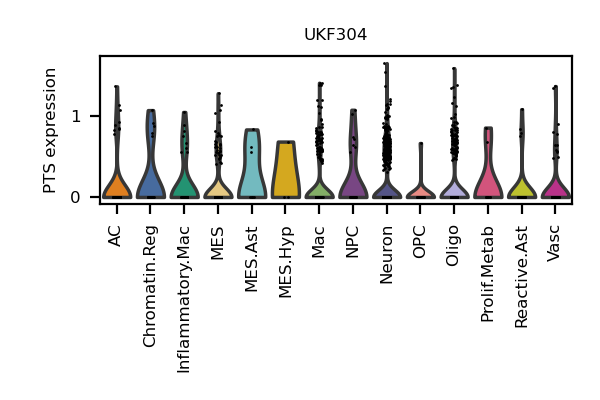 UKF304
PTS expression
1
0
AC
Chromatin.Reg
Inflammatory.Mac
MES
MES.Ast
MES.Hyp
Mac
NPC
Neuron
OPC
Oligo
Prolif.Metab
Reactive.Ast
Vasc